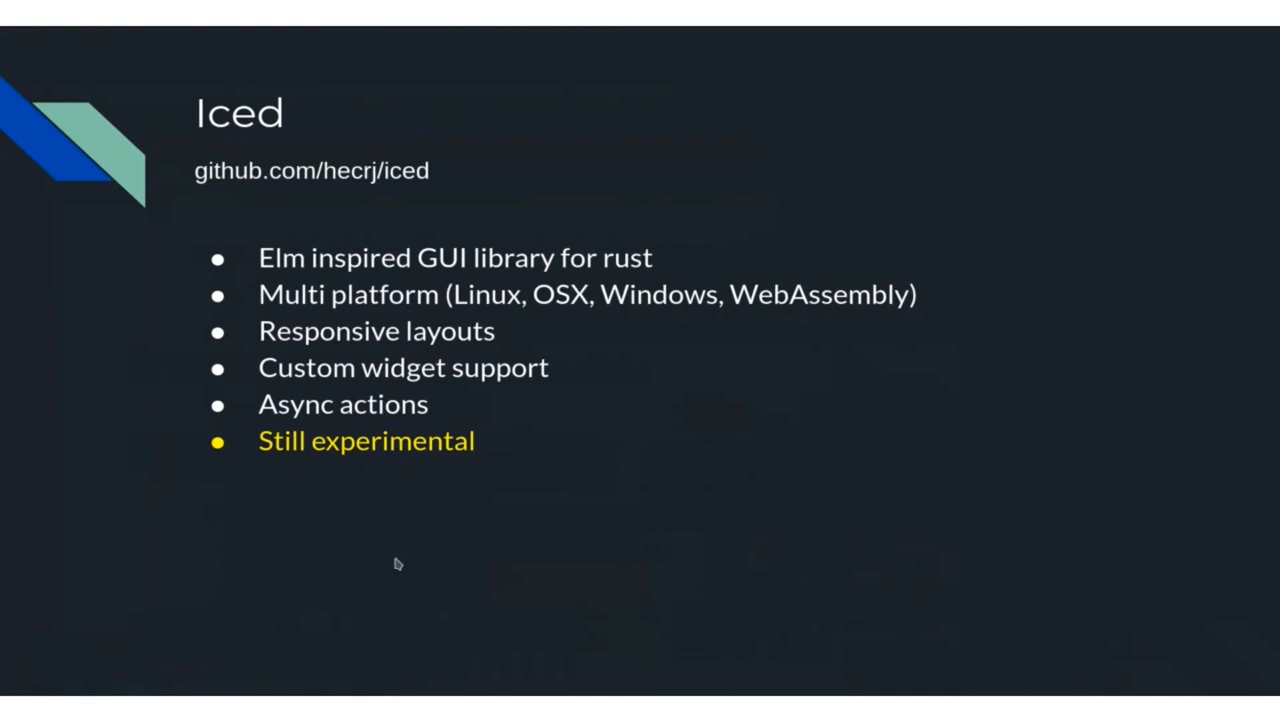 Iced
github.com/hecrj/iced
● Elm inspired GUI library for rust
● Multi platform (Linux, OSX, Windows, WebAssembly)
● Responsive layouts
● Custom widget support
● Async actions
● Still experimental